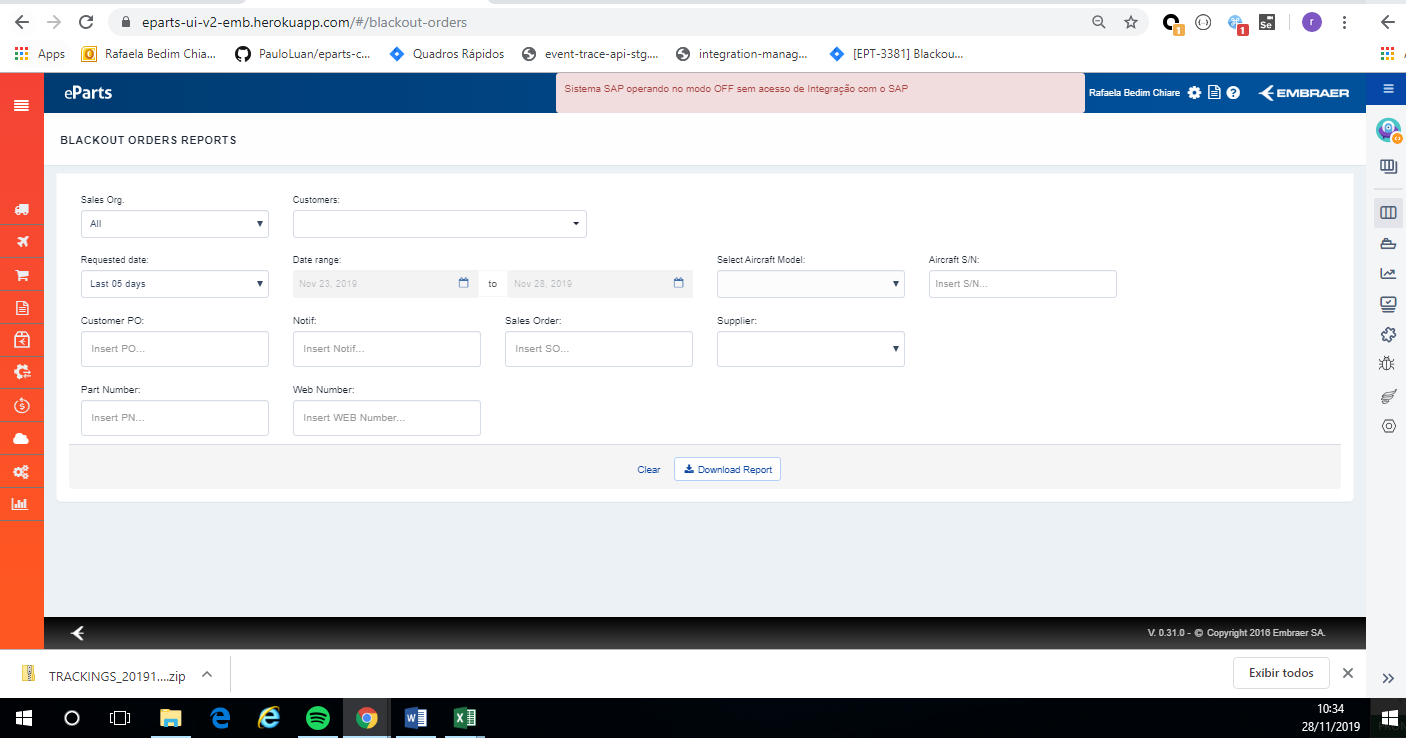 eparts-ui-v2-emb.herokuapp.com/#/blackout-orders
1
1
Se
r
Apps
Rafaela Bedim Chia...
PauloLuan/eparts-c...
Quadros Rápidos
event-trace-api-stg....
integration-manag...
[EPT-3381] Blackou...
eParts
Sistema SAP operando no modo OFF sem acesso de Integração com o SAP
Rafaela Bedim Chiare
EMBRAER
BLACKOUT ORDERS REPORTS
Sales Org.
Customers:
All
Requested date:
Date range:
Select Aircraft Model:
Aircraft S/N:
Last 05 days
Nov 23, 2019
to
Nov 28, 2019
Insert S/N...
Customer PO:
Notif:
Sales Order:
Supplier:
Insert PO...
Insert Notif...
Insert SO...
Part Number:
Web Number:
Insert PN...
Insert WEB Number...
Clear
Download Report
V. 0.31.0 - © Copyright 2016 Embraer SA.
TRACKINGS_20191....zip
Exibir todos
10:34
28/11/2019